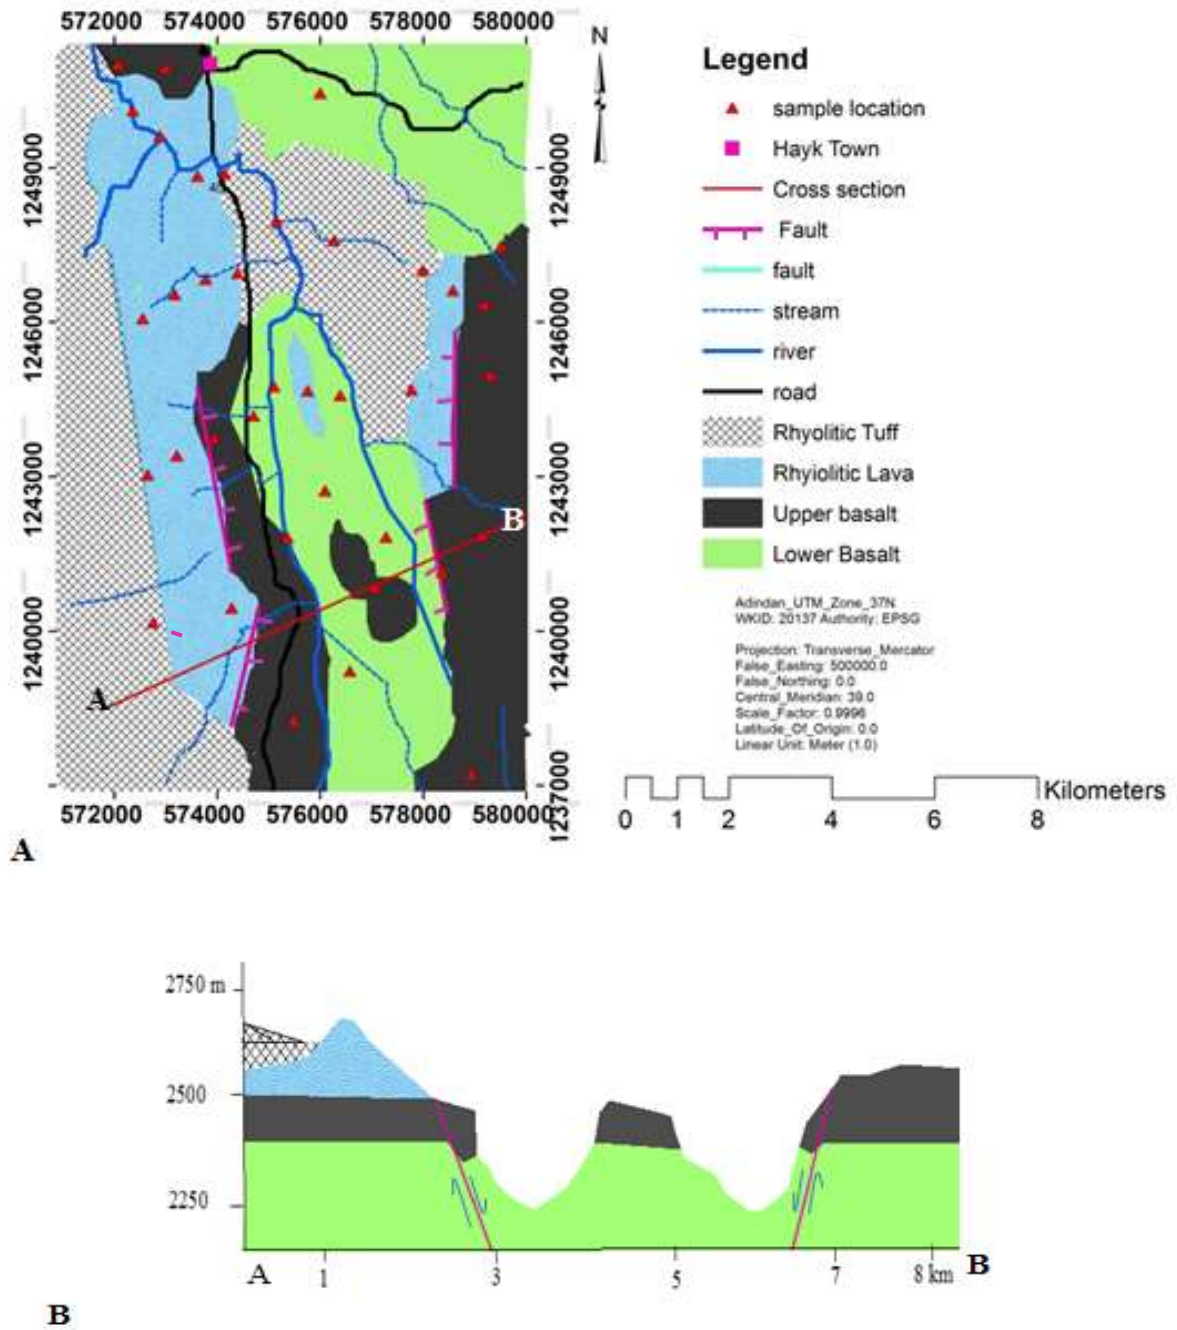 572000 574000 576000 578000 580000
N
Legend
sample location
Hayk Town
Cross section
Fault
fault
stream
river
road
Rhyolitic Tuff
Rhyiolitic Lava
Upper basalt
Lower Basalt
1249000 1249000
1246000 1246000
1243000 1243000
1240000 1240000
1237000
B
A
572000 574000 576000 578000 580000
Adindan_UTM_Zone_37N
WKID: 20137 Authority: EPSG
Projection: Transverse_Mercator
False_Easting: 500000.0
False_Northing: 0.0
Central_Meridian: 39.0
Scale_Factor: 0.9996
Latitude_Of_Origin: 0.0
Linear Unit: Meter (1.0)
Kilometers
0 1 2 4 6 8
A
2750 m
2500
2250
A 1 3 5 7 8 km B
B